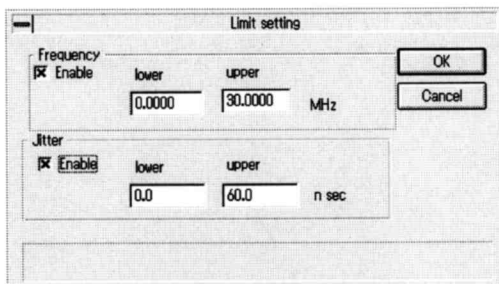 Limit setting
Frequency
Enable
lower
upper
OK
0.0000
30.0000
MHz
Cancel
Jitter
Enable
lower
upper
0.0
60.0
n sec